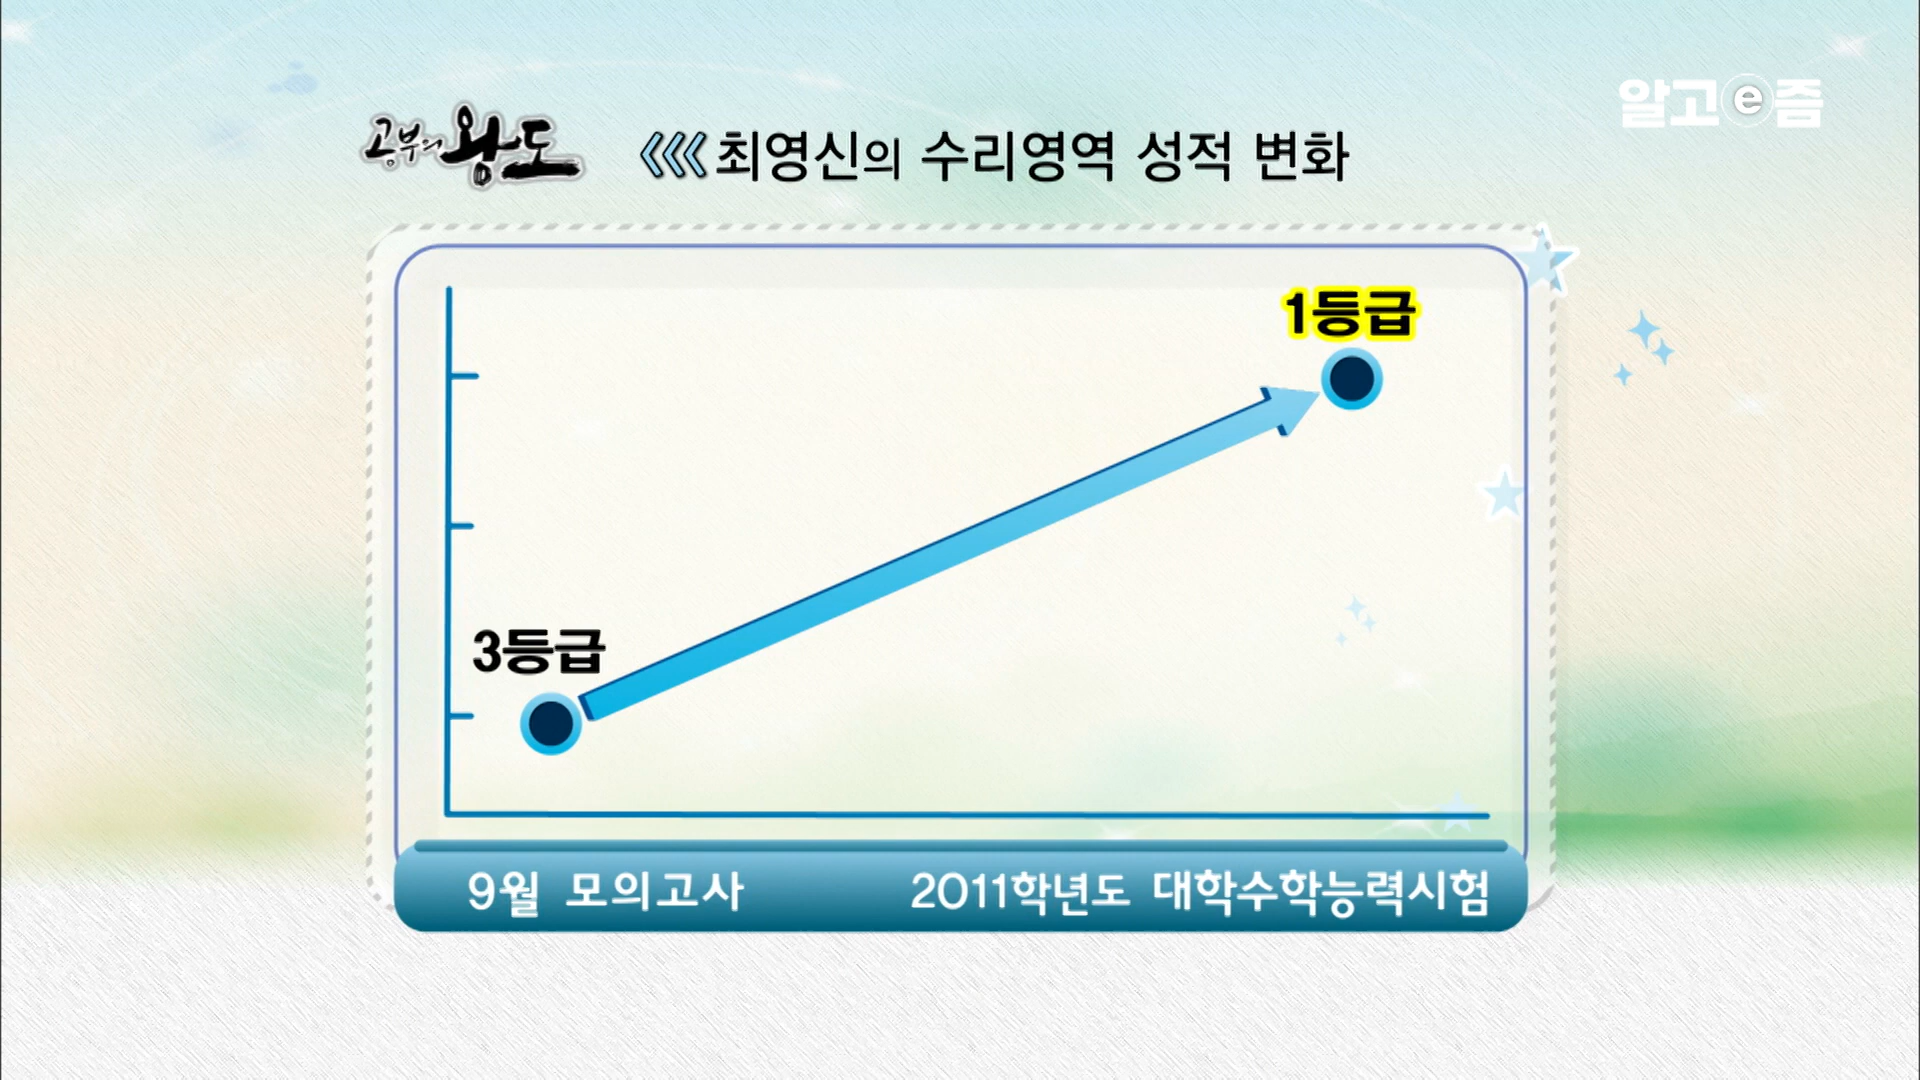 알고e즘
공부의 왕도
최영신의 수리영역 성적 변화
1등급
3등급
9월 모의고사
2011학년도 대학수학능력시험